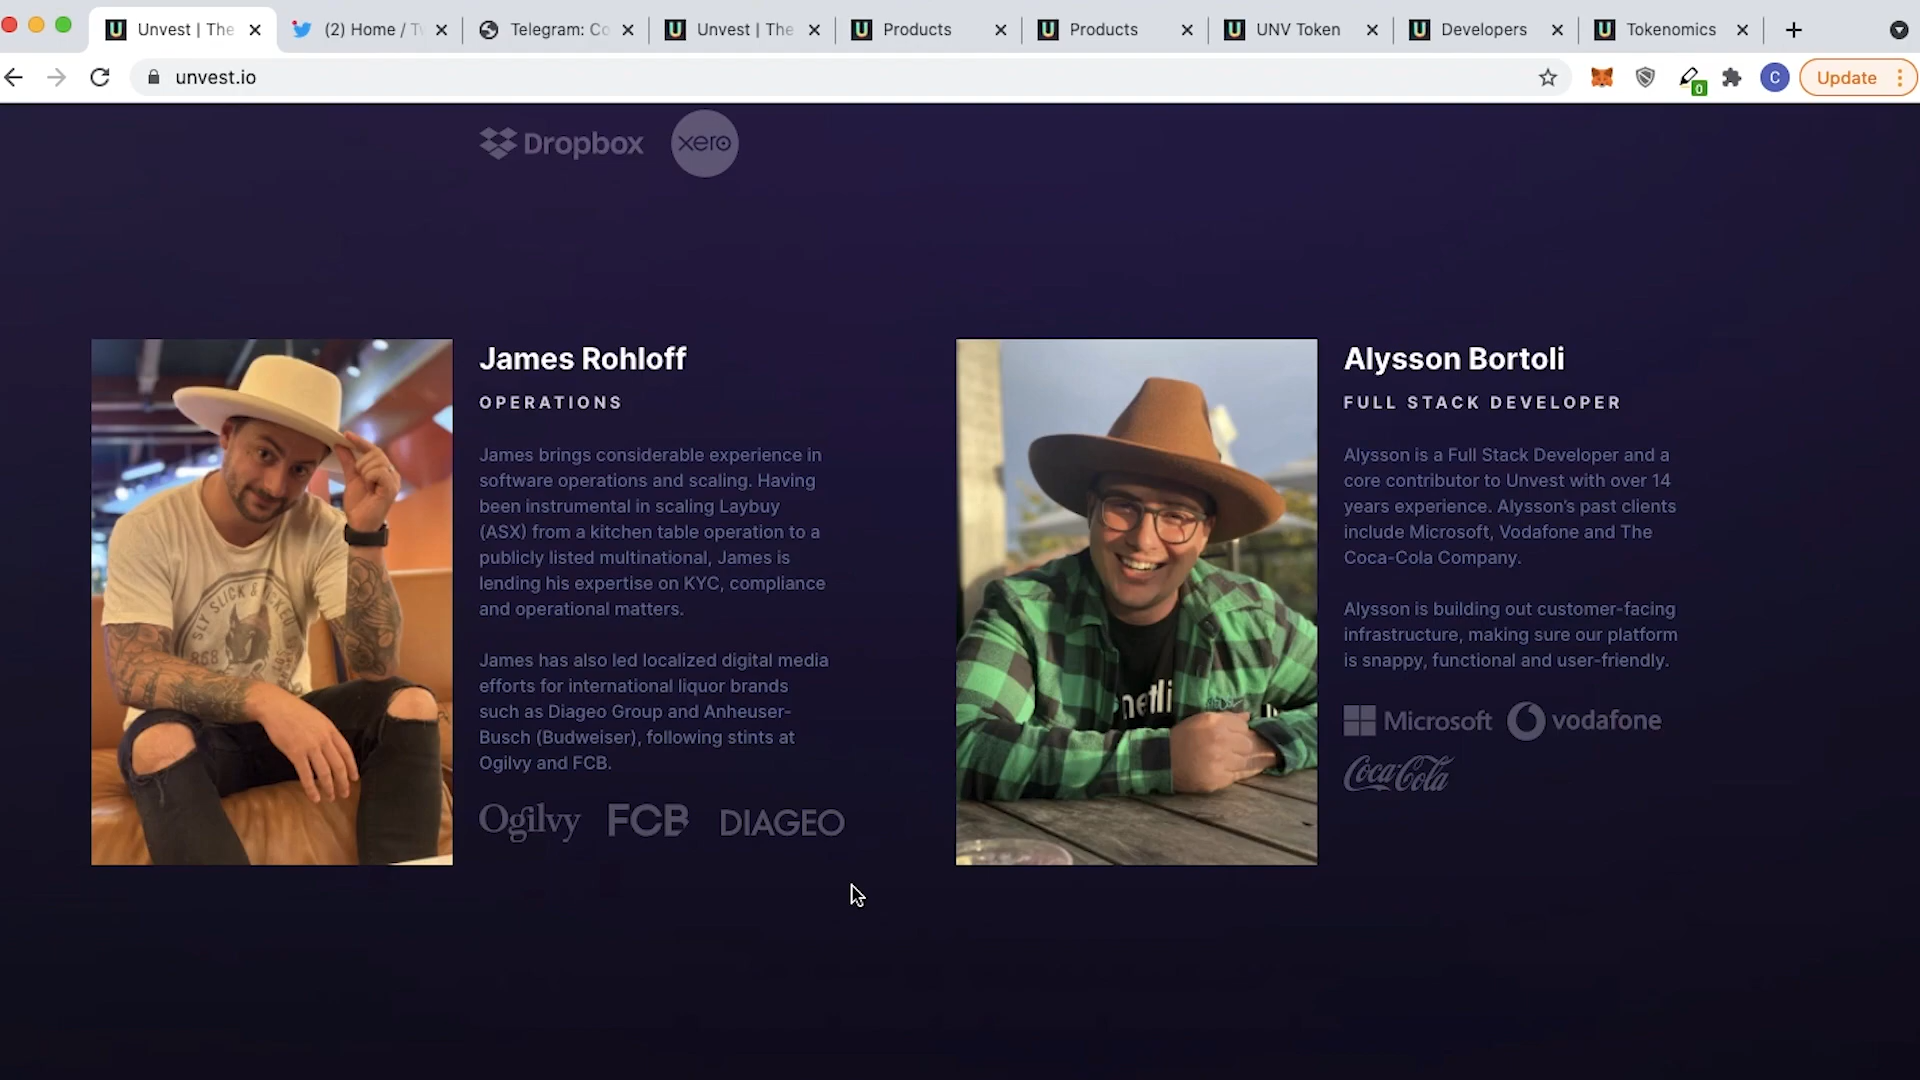 Unvest | The
(2) Home / Tw
Telegram: Co
Unvest | The
Products
Products
UNV Token
Developers
Tokenomics
unvest.io
0
C
Update
Dropbox
xero
James Rohloff
OPERATIONS
James brings considerable experience in
software operations and scaling. Having
been instrumental in scaling Laybuy
(ASX) from a kitchen table operation to a
publicly listed multinational, James is
lending his expertise on KYC, compliance
and operational matters.
James has also led localized digital media
efforts for international liquor brands
such as Diageo Group and Anheuser-
Busch (Budweiser), following stints at
Ogilvy and FCB.
Ogilvy FCB DIAGEO
SLY SLICK &
868
Alysson Bortoli
FULL STACK DEVELOPER
Alysson is a Full Stack Developer and a
core contributor to Unvest with over 14
years experience. Alysson's past clients
include Microsoft, Vodafone and The
Coca-Cola Company.
Alysson is building out customer-facing
infrastructure, making sure our platform
is snappy, functional and user-friendly.
Microsoft vodafone
Coca-Cola
netli